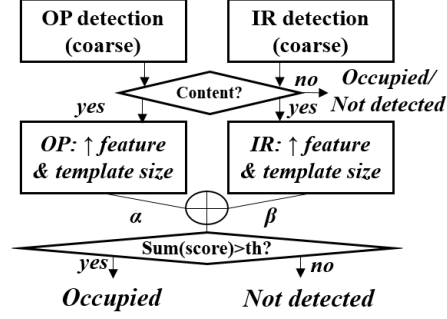 OP detection
(coarse)
IR detection
(coarse)
Content?
no
Occupied/
Not detected
yes
yes
OP: ↑ feature
& template size
IR: ↑ feature
& template size
α
β
Sum(score)>th?
yes
no
Occupied
Not detected